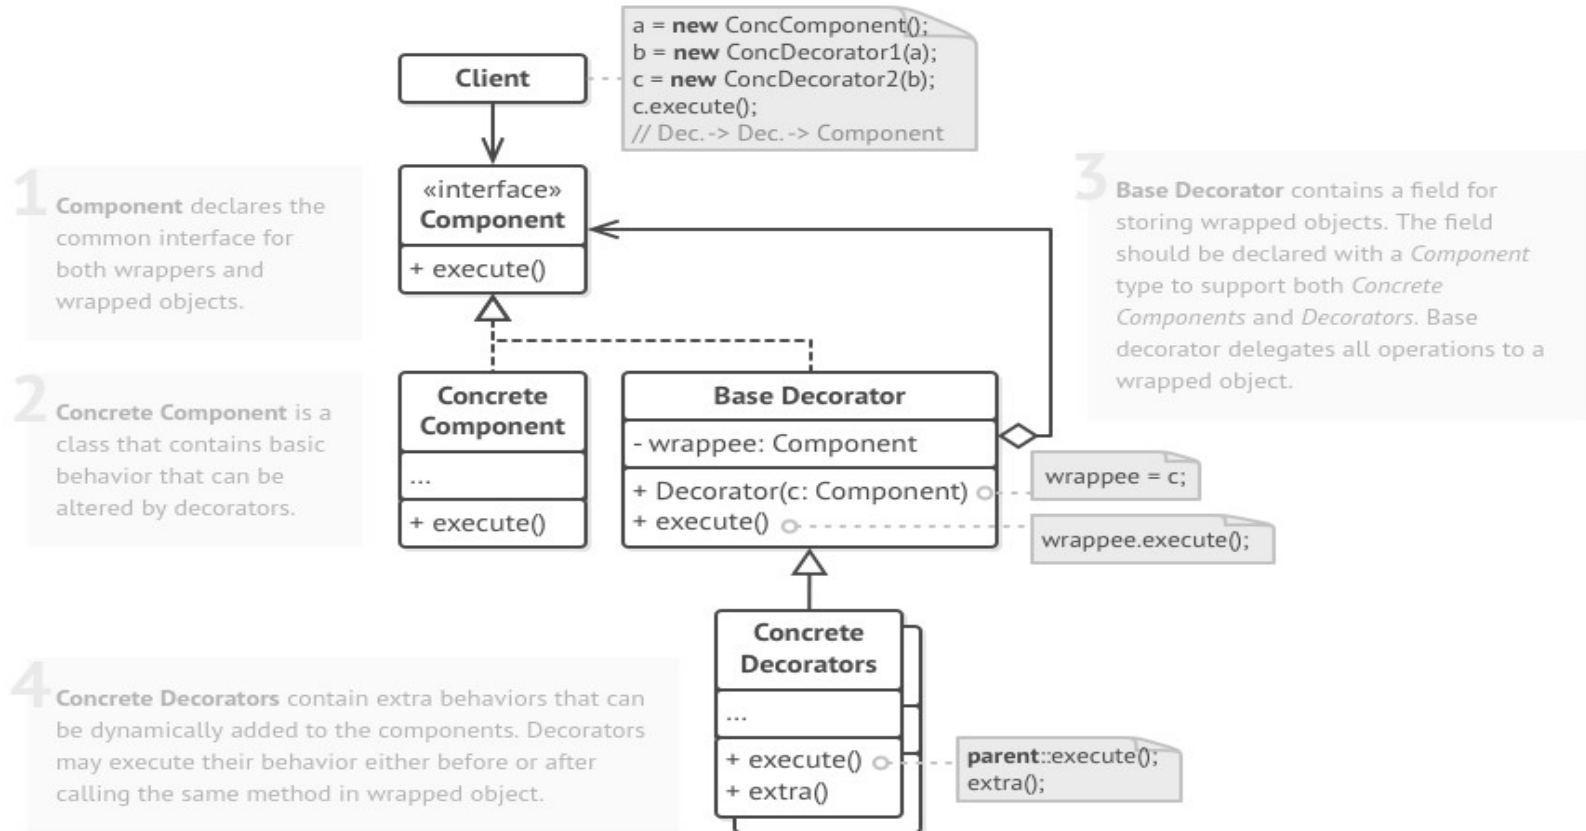 a = new ConcComponent();
b = new ConcDecorator1(a);
c = new ConcDecorator2(b);
c.execute();
// Dec. -> Dec. -> Component
Client
«interface»
Component
+ execute()
1
Component declares the
common interface for
both wrappers and
wrapped objects.
3
Base Decorator contains a field for
storing wrapped objects. The field
should be declared with a Component
type to support both Concrete
Components and Decorators. Base
decorator delegates all operations to a
wrapped object.
2
Concrete Component is a
class that contains basic
behavior that can be
altered by decorators.
Concrete
Component
...
+ execute()
Base Decorator
- wrappee: Component
+ Decorator(c: Component)
+ execute()
wrappee = c;
wrappee.execute();
Concrete
Decorators
...
+ execute()
+ extra()
parent::execute();
extra();
4
Concrete Decorators contain extra behaviors that can
be dynamically added to the components. Decorators
may execute their behavior either before or after
calling the same method in wrapped object.